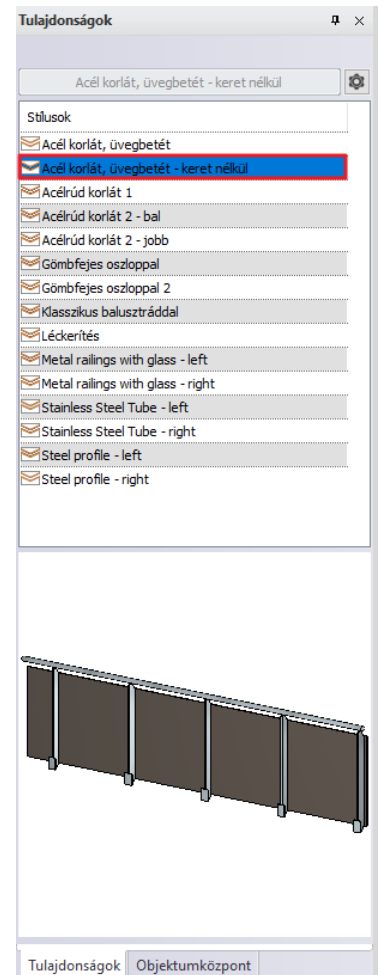 Tulajdonságok
Acél korlát, üvegbetét - keret nélkül
Stílusok
Acél korlát, üvegbetét
Acél korlát, üvegbetét - keret nélkül
Acélrúd korlát 1
Acélrúd korlát 2 - bal
Acélrúd korlát 2 - jobb
Gömbfejes oszloppal
Gömbfejes oszloppal 2
Klasszikus balusztráddal
Léckerítés
Metal railings with glass - left
Metal railings with glass - right
Stainless Steel Tube - left
Stainless Steel Tube - right
Steel profile - left
Steel profile - right
Tulajdonságok Objektumközpont